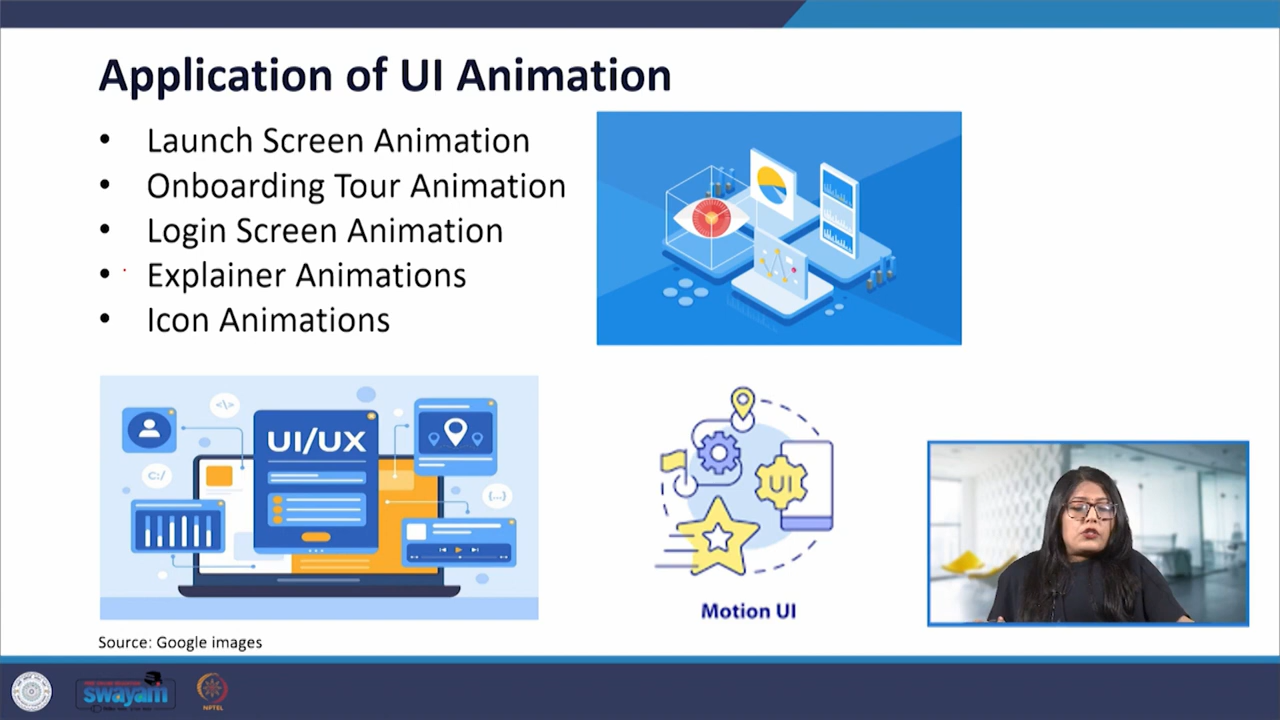 Application of UI Animation
• Launch Screen Animation
• Onboarding Tour Animation
• Login Screen Animation
• Explainer Animations
• Icon Animations
</>
UI/UX
C:/
{...}
UI
Motion UI
Source: Google images
swayam
NPTEL